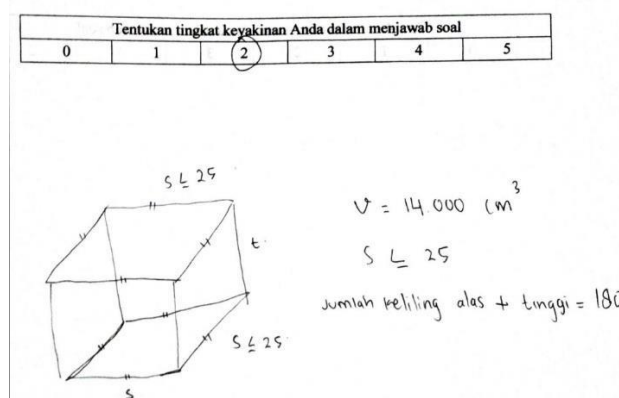 Tentukan tingkat keyakinan Anda dalam menjawab soal
0 1 2 3 4 5
s ≤ 25
V = 14.000 cm³
t
S ≤ 25
Jumlah keliling alas + tinggi = 180
S ≤ 25
s